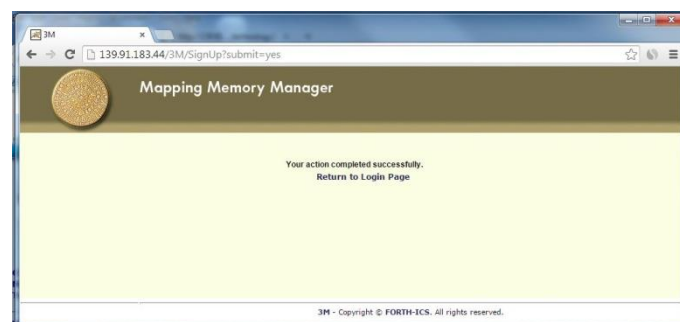 3M
139.91.183.44/3M/SignUp?submit=yes
Mapping Memory Manager
Your action completed successfully.
Return to Login Page
3M - Copyright © FORTH-ICS. All rights reserved.